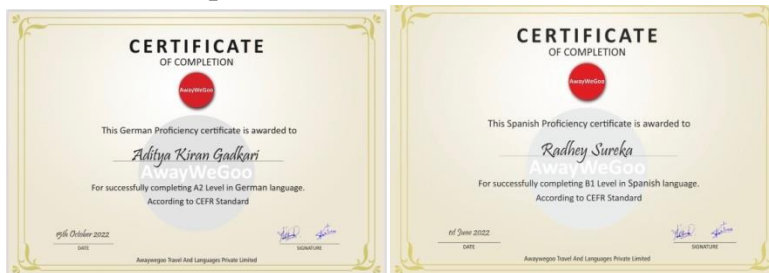 CERTIFICATE
OF COMPLETION
AwayWeGoo
This German Proficiency certificate is awarded to
Aditya Kiran Gadkari
AwayWeGoo
For successfully completing A2 Level in German language.
According to CEFR Standard
15th October 2022
DATE
SIGNATURE
Awaywegoo Travel And Languages Private Limited
CERTIFICATE
OF COMPLETION
AwayWeGoo
This Spanish Proficiency certificate is awarded to
Radhey Sureka
AwayWeGoo
For successfully completing B1 Level in Spanish language.
According to CEFR Standard
June 2022
DATE
SIGNATURE
Awaywegoo Travel And Languages Private Limited